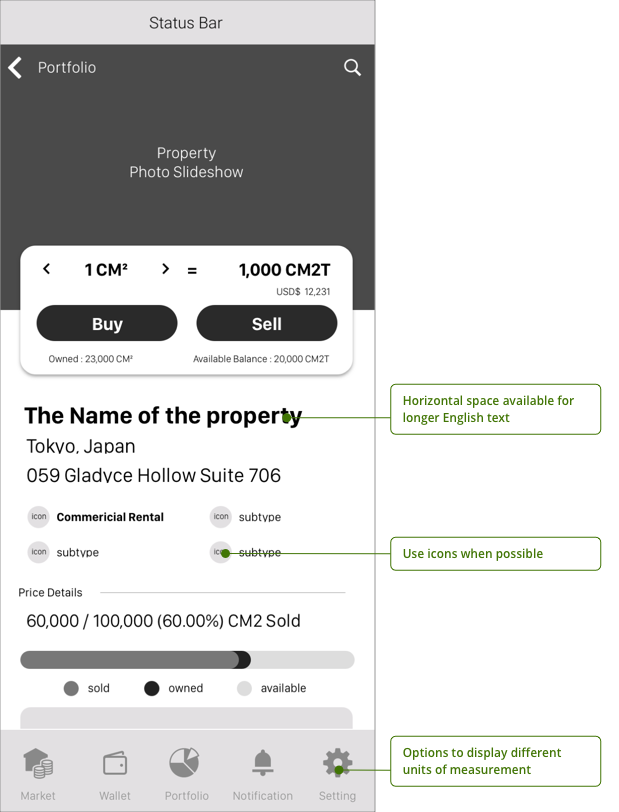 Status Bar
Portfolio
Property
Photo Slideshow
1 CM² = 1,000 CM2T
USD$ 12,231
Buy Sell
Owned : 23,000 CM² Available Balance : 20,000 CM2T
The Name of the property
Horizontal space available for
longer English text
Tokyo, Japan
059 Gladyce Hollow Suite 706
icon Commericial Rental icon subtype
icon subtype icon subtype
Use icons when possible
Price Details
60,000 / 100,000 (60.00%) CM2 Sold
sold owned available
Options to display different
units of measurement
Market Wallet Portfolio Notification Setting